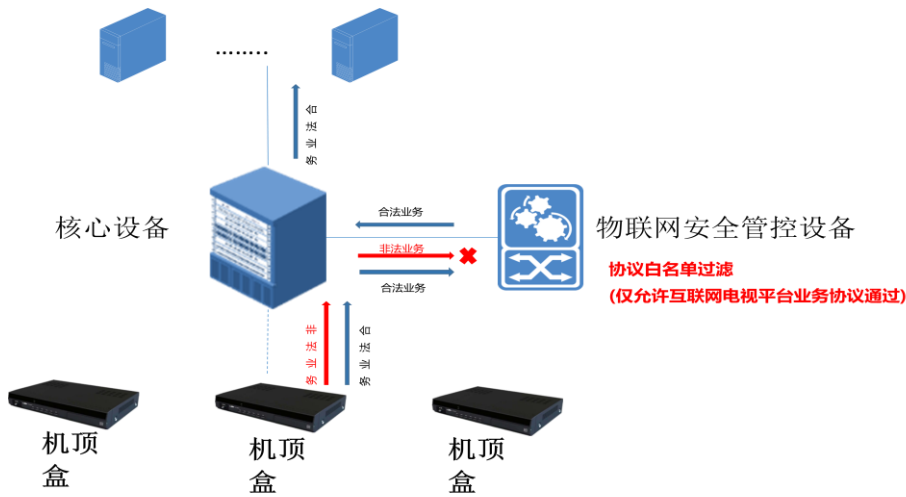 ........
合法业务
核心设备
合法业务
非法业务
合法业务
物联网安全管控设备
协议白名单过滤
(仅允许互联网电视平台业务协议通过)
非法业务
合法业务
机顶
盒
机顶
盒
机顶
盒